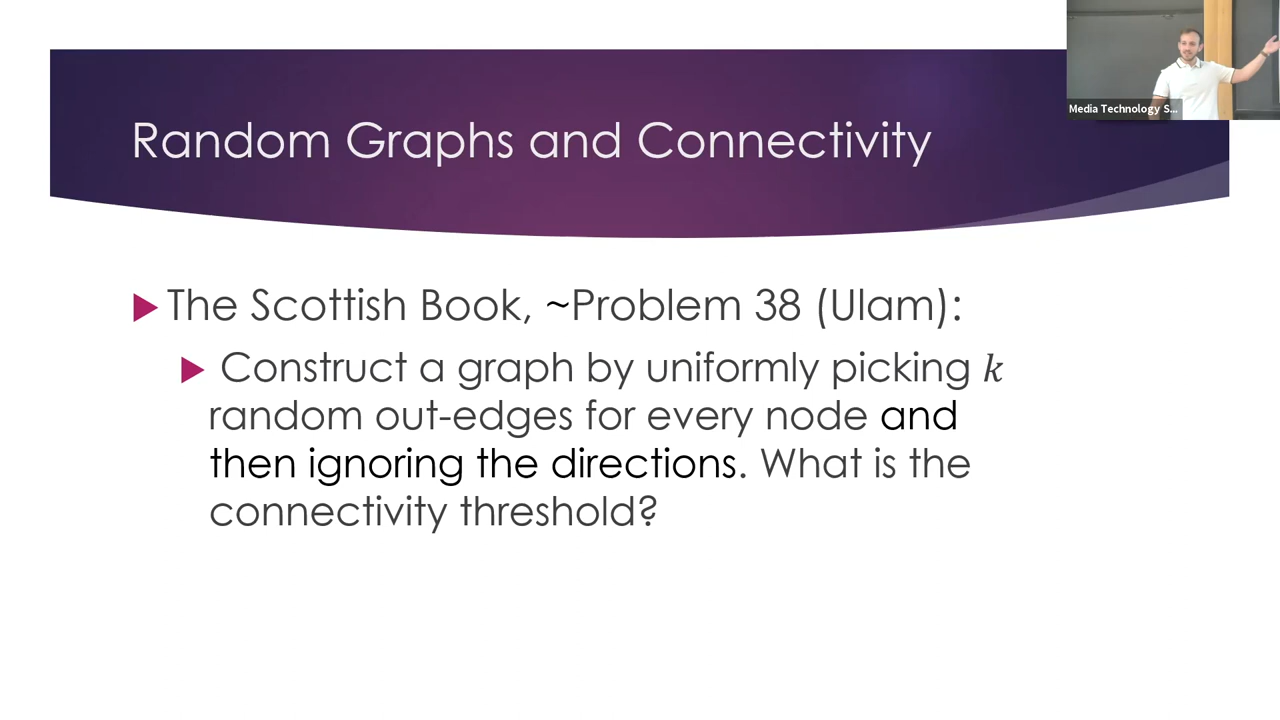 Media Technology S...
Random Graphs and Connectivity
The Scottish Book, ~Problem 38 (Ulam):
Construct a graph by uniformly picking k
random out-edges for every node and
then ignoring the directions. What is the
connectivity threshold?